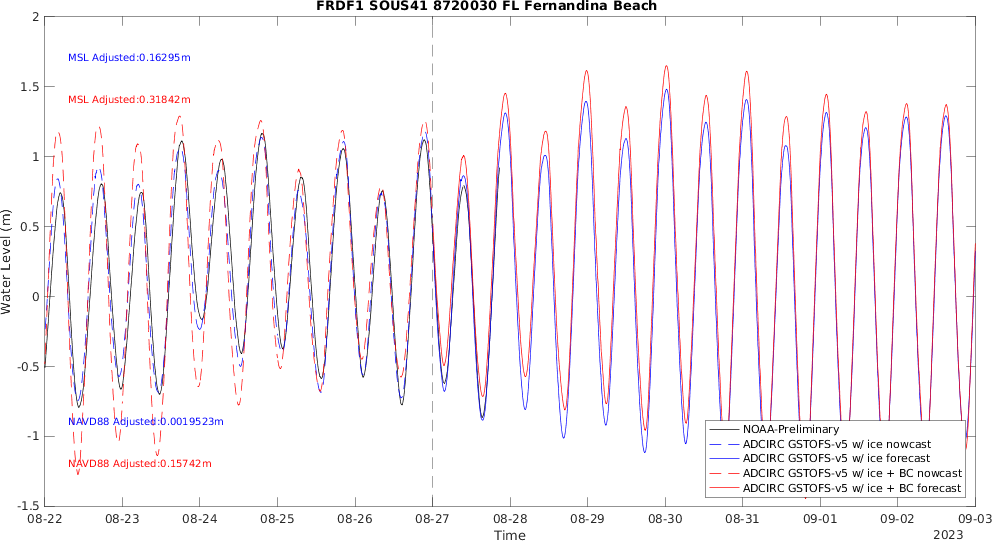 FRDF1 SOUS41 8720030 FL Fernandina Beach
2
1.5
1
0.5
0
-0.5
-1
-1.5
Water Level (m)
MSL Adjusted:0.16295m
MSL Adjusted:0.31842m
NAVD88 Adjusted:0.0019523m
NAVD88 Adjusted:0.15742m
NOAA-Preliminary
ADCIRC GSTOFS-v5 w/ ice nowcast
ADCIRC GSTOFS-v5 w/ ice forecast
ADCIRC GSTOFS-v5 w/ ice + BC nowcast
ADCIRC GSTOFS-v5 w/ ice + BC forecast
08-22 08-23 08-24 08-25 08-26 08-27 08-28 08-29 08-30 08-31 09-01 09-02 09-03
Time
2023